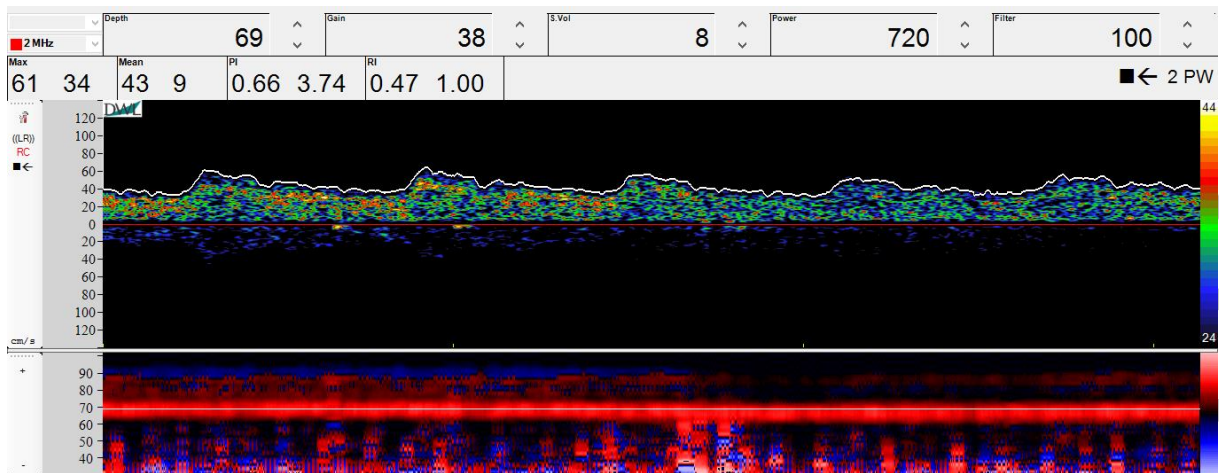 Depth Gain S.Vol Power Filter
2 MHz 69 38 8 720 100
Max Mean PI RI
61 34 43 9 0.66 3.74 0.47 1.00 2 PW
DWL
44
120
100
((LR))
RC
80
60
40
20
0
20
40
60
80
100
120
24
cm/s
+
90
80
70
60
50
40
-